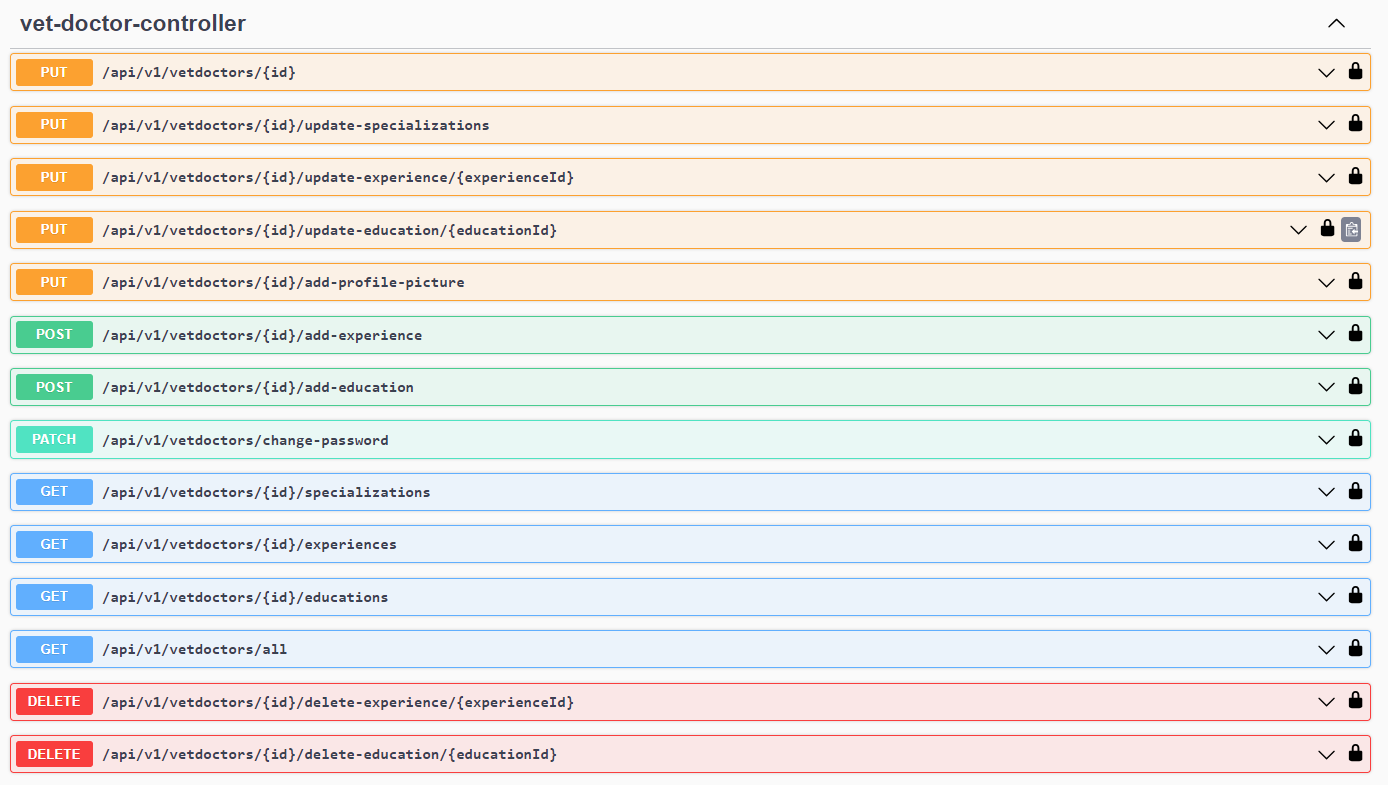 vet-doctor-controller
PUT /api/v1/vetdoctors/{id}
PUT /api/v1/vetdoctors/{id}/update-specializations
PUT /api/v1/vetdoctors/{id}/update-experience/{experienceId}
PUT /api/v1/vetdoctors/{id}/update-education/{educationId}
PUT /api/v1/vetdoctors/{id}/add-profile-picture
POST /api/v1/vetdoctors/{id}/add-experience
POST /api/v1/vetdoctors/{id}/add-education
PATCH /api/v1/vetdoctors/change-password
GET /api/v1/vetdoctors/{id}/specializations
GET /api/v1/vetdoctors/{id}/experiences
GET /api/v1/vetdoctors/{id}/educations
GET /api/v1/vetdoctors/all
DELETE /api/v1/vetdoctors/{id}/delete-experience/{experienceId}
DELETE /api/v1/vetdoctors/{id}/delete-education/{educationId}